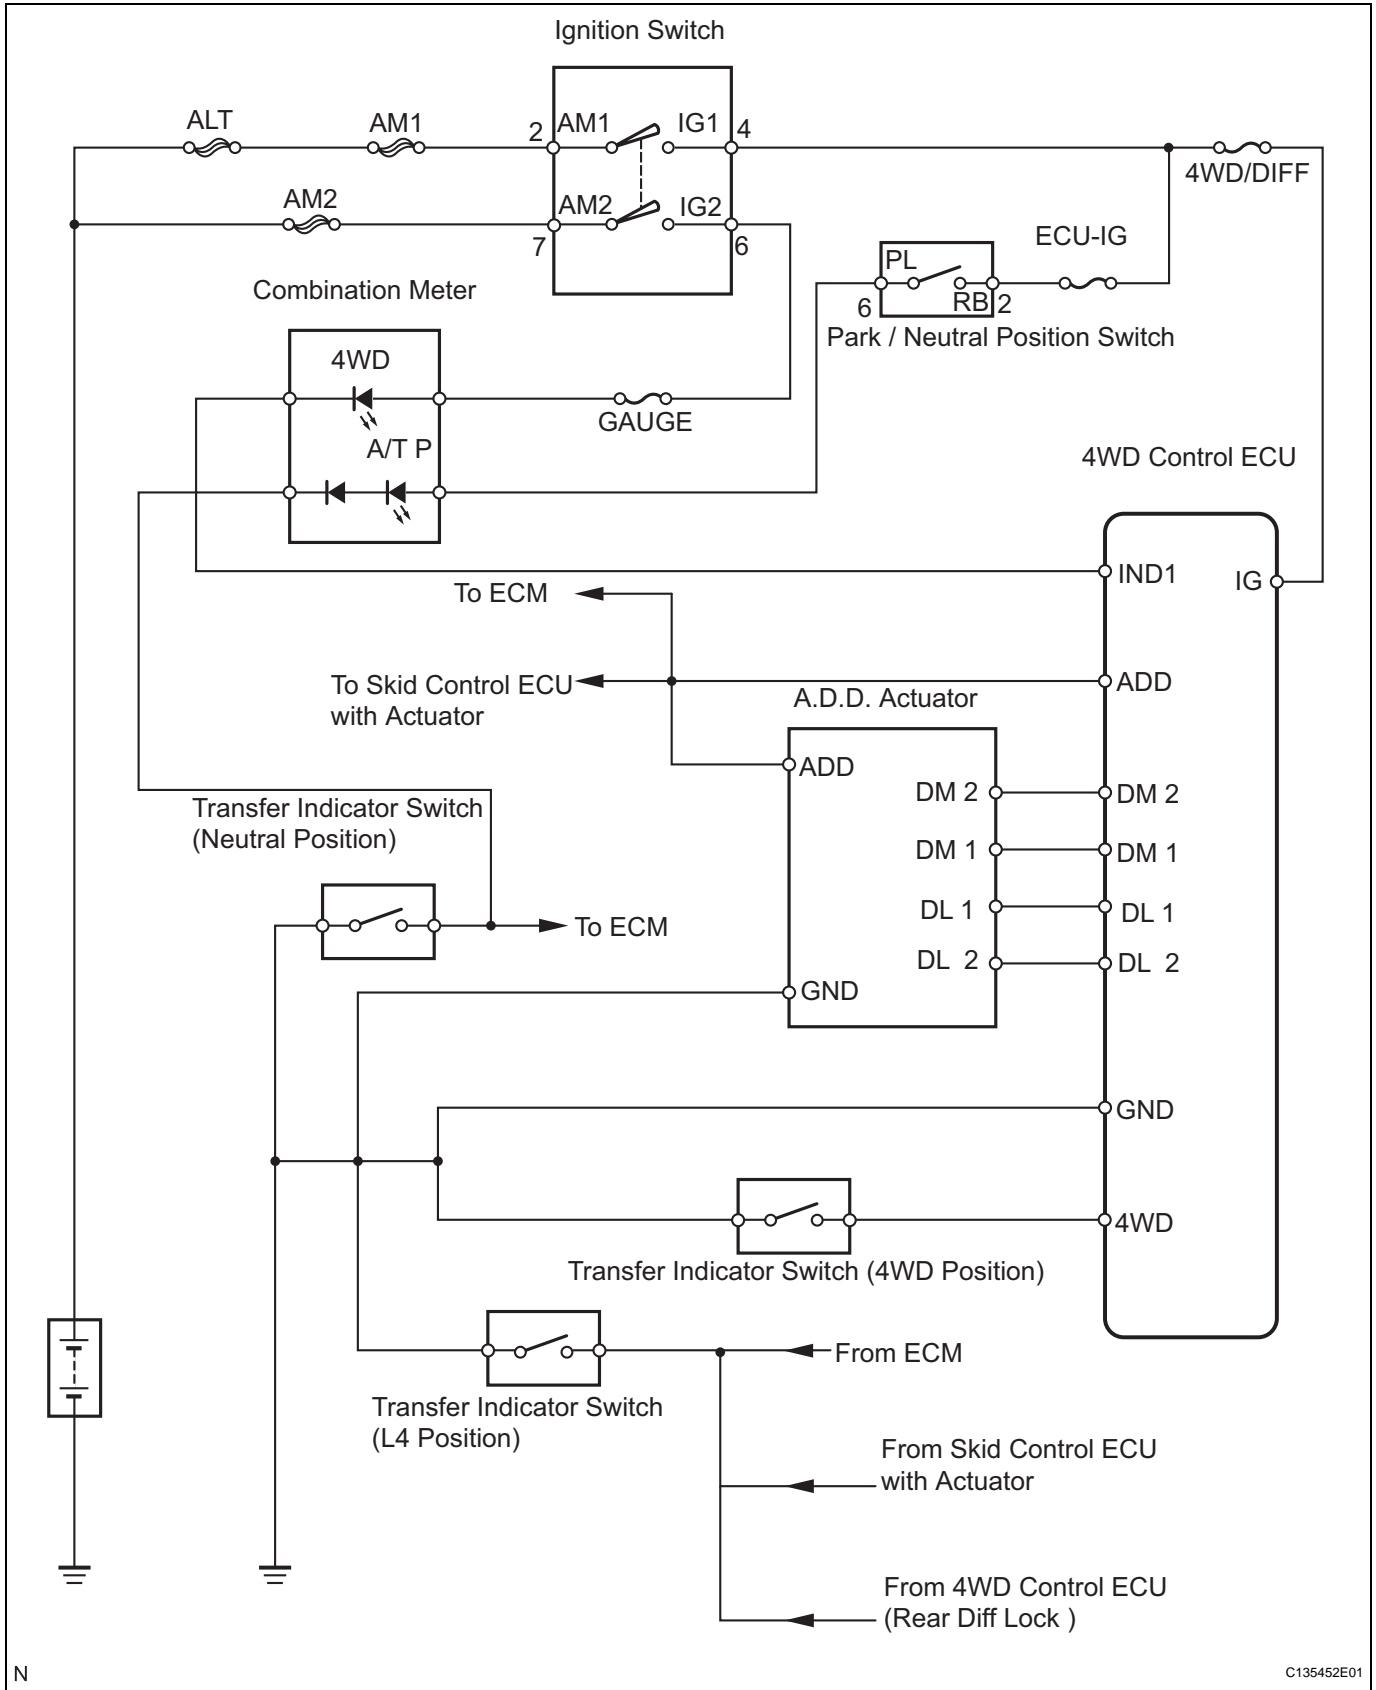 Ignition Switch
ALT
AM1
2
AM1
IG1
4
4WD/DIFF
AM2
AM2
IG2
7
6
ECU-IG
PL
RB
6
2
Park / Neutral Position Switch
Combination Meter
4WD
GAUGE
A/T P
4WD Control ECU
IND1
IG
To ECM
To Skid Control ECU
with Actuator
ADD
A.D.D. Actuator
ADD
DM 2
DM 2
DM 1
DM 1
DL 1
DL 1
DL 2
DL 2
GND
Transfer Indicator Switch
(Neutral Position)
To ECM
GND
4WD
Transfer Indicator Switch (4WD Position)
From ECM
Transfer Indicator Switch
(L4 Position)
From Skid Control ECU
with Actuator
From 4WD Control ECU
(Rear Diff Lock )
N
C135452E01